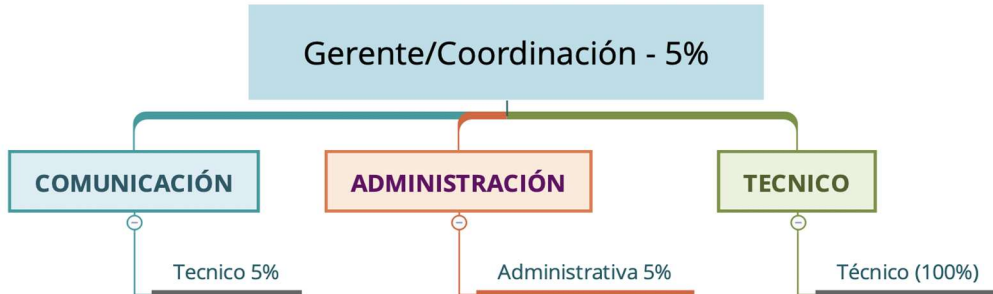 Gerente/Coordinación - 5%
COMUNICACIÓN
ADMINISTRACIÓN
TECNICO
Tecnico 5%
Administrativa 5%
Técnico (100%)